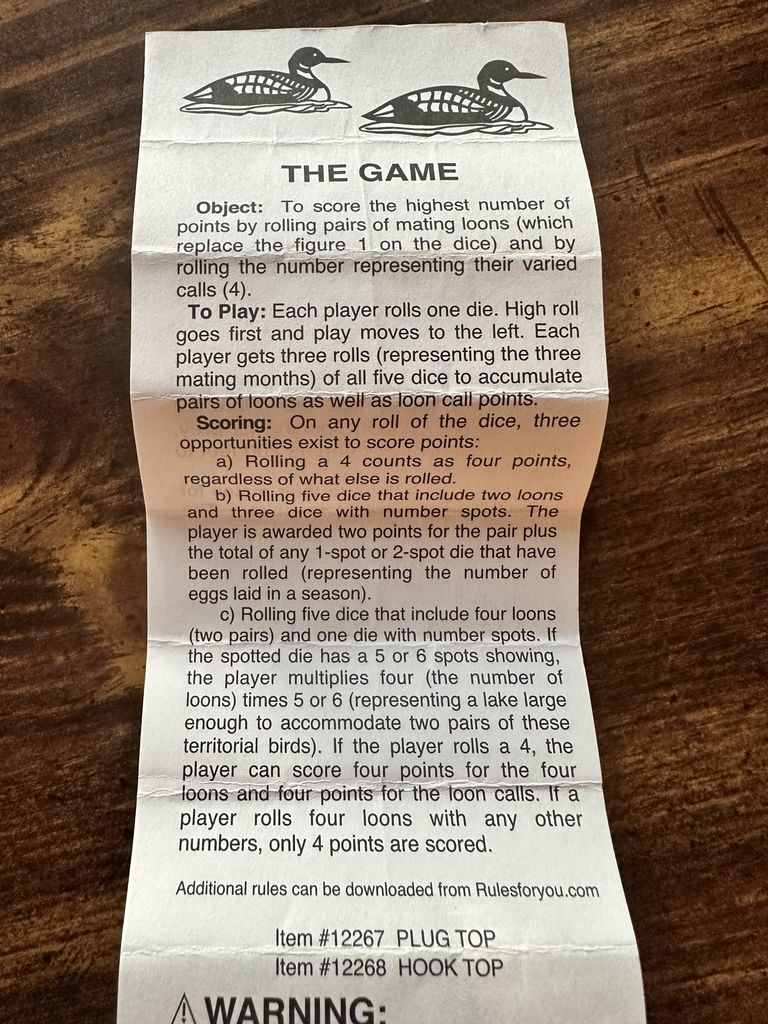 THE GAME
Object: To score the highest number of
points by rolling pairs of mating loons (which
replace the figure 1 on the dice) and by
rolling the number representing their varied
calls (4).
To Play: Each player rolls one die. High roll
goes first and play moves to the left. Each
player gets three rolls (representing the three
mating months) of all five dice to accumulate
pairs of loons as well as loon call points.
Scoring: On any roll of the dice, three
opportunities exist to score points:
a) Rolling a 4 counts as four points,
regardless of what else is rolled.
b) Rolling five dice that include two loons
and three dice with number spots. The
player is awarded two points for the pair plus
the total of any 1-spot or 2-spot die that have
been rolled (representing the number of
eggs laid in a season).
c) Rolling five dice that include four loons
(two pairs) and one die with number spots. If
the spotted die has a 5 or 6 spots showing,
the player multiplies four (the number of
loons) times 5 or 6 (representing a lake large
enough to accommodate two pairs of these
territorial birds). If the player rolls a 4, the
player can score four points for the four
loons and four points for the loon calls. If a
player rolls four loons with any other
numbers, only 4 points are scored.
Additional rules can be downloaded from Rulesforyou.com
Item #12267 PLUG TOP
Item #12268 HOOK TOP
⚠ WARNING: